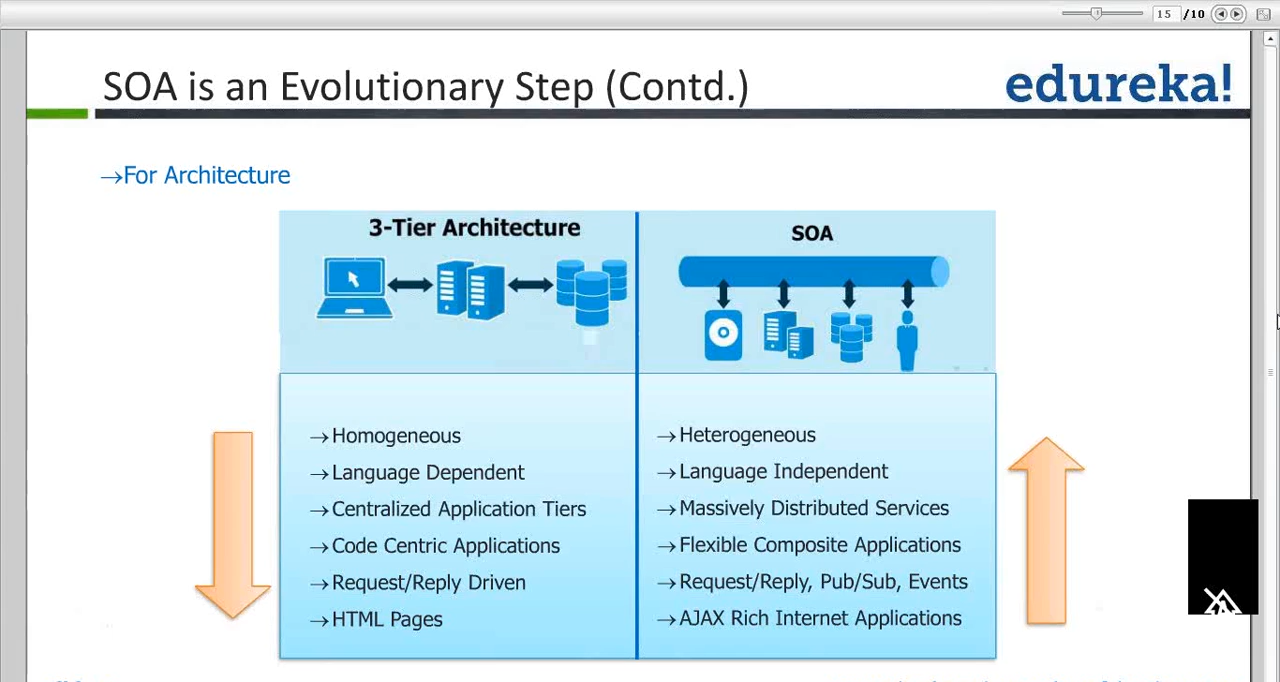 15 /10
SOA is an Evolutionary Step (Contd.)
edureka!
→For Architecture
3-Tier Architecture
SOA
→Homogeneous
→Language Dependent
→Centralized Application Tiers
→Code Centric Applications
→Request/Reply Driven
→HTML Pages
→Heterogeneous
→Language Independent
→Massively Distributed Services
→Flexible Composite Applications
→Request/Reply, Pub/Sub, Events
→AJAX Rich Internet Applications